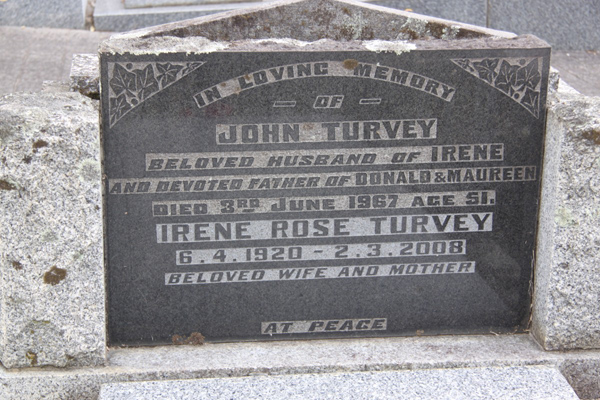 IN LOVING MEMORY
— OF —
JOHN TURVEY
BELOVED HUSBAND OF IRENE
AND DEVOTED FATHER OF DONALD & MAUREEN
DIED 3RD JUNE 1967 AGE 51.
IRENE ROSE TURVEY
6.4.1920 - 2.3.2008
BELOVED WIFE AND MOTHER
AT PEACE